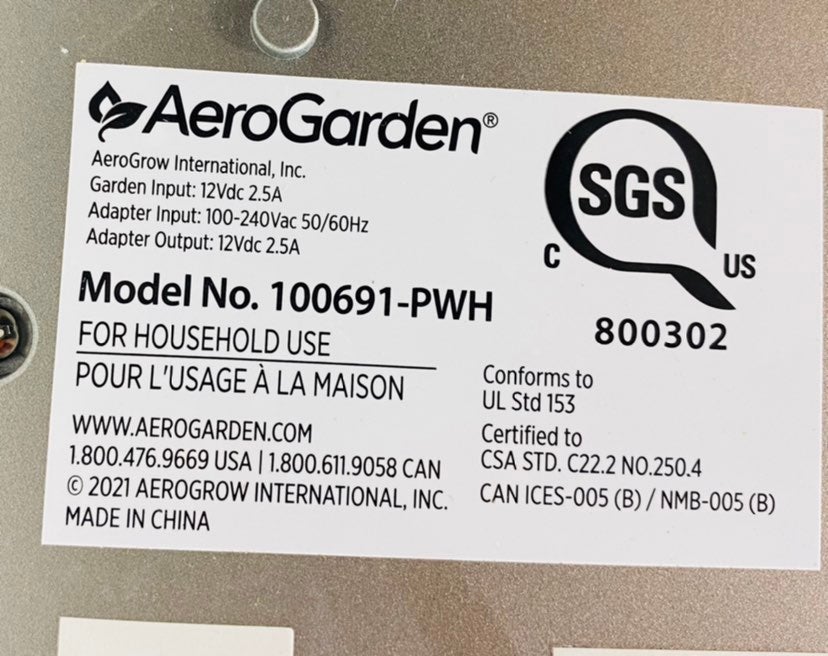 AeroGarden®
AeroGrow International, Inc.
Garden Input: 12Vdc 2.5A
Adapter Input: 100-240Vac 50/60Hz
Adapter Output: 12Vdc 2.5A
Model No. 100691-PWH
FOR HOUSEHOLD USE
POUR L'USAGE À LA MAISON
WWW.AEROGARDEN.COM
1.800.476.9669 USA | 1.800.611.9058 CAN
© 2021 AEROGROW INTERNATIONAL, INC.
MADE IN CHINA
SGS
C US
800302
Conforms to
UL Std 153
Certified to
CSA STD. C22.2 NO.250.4
CAN ICES-005 (B) / NMB-005 (B)